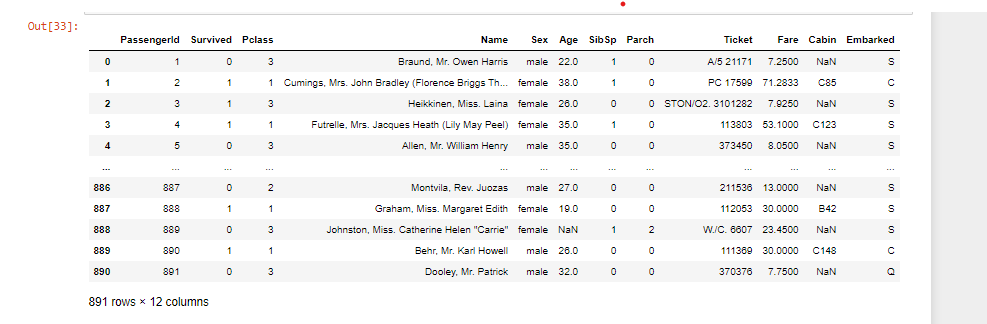 Out[33]:
PassengerId Survived Pclass Name Sex Age SibSp Parch Ticket Fare Cabin Embarked
0 1 0 3 Braund, Mr. Owen Harris male 22.0 1 0 A/5 21171 7.2500 NaN S
1 2 1 1 Cumings, Mrs. John Bradley (Florence Briggs Th... female 38.0 1 0 PC 17599 71.2833 C85 C
2 3 1 3 Heikkinen, Miss. Laina female 26.0 0 0 STON/O2. 3101282 7.9250 NaN S
3 4 1 1 Futrelle, Mrs. Jacques Heath (Lily May Peel) female 35.0 1 0 113803 53.1000 C123 S
4 5 0 3 Allen, Mr. William Henry male 35.0 0 0 373450 8.0500 NaN S
... ... ... ... ... ... ... ... ... ... ... ... ...
886 887 0 2 Montvila, Rev. Juozas male 27.0 0 0 211536 13.0000 NaN S
887 888 1 1 Graham, Miss. Margaret Edith female 19.0 0 0 112053 30.0000 B42 S
888 889 0 3 Johnston, Miss. Catherine Helen "Carrie" female NaN 1 2 W./C. 6607 23.4500 NaN S
889 890 1 1 Behr, Mr. Karl Howell male 26.0 0 0 111369 30.0000 C148 C
890 891 0 3 Dooley, Mr. Patrick male 32.0 0 0 370376 7.7500 NaN Q
891 rows × 12 columns